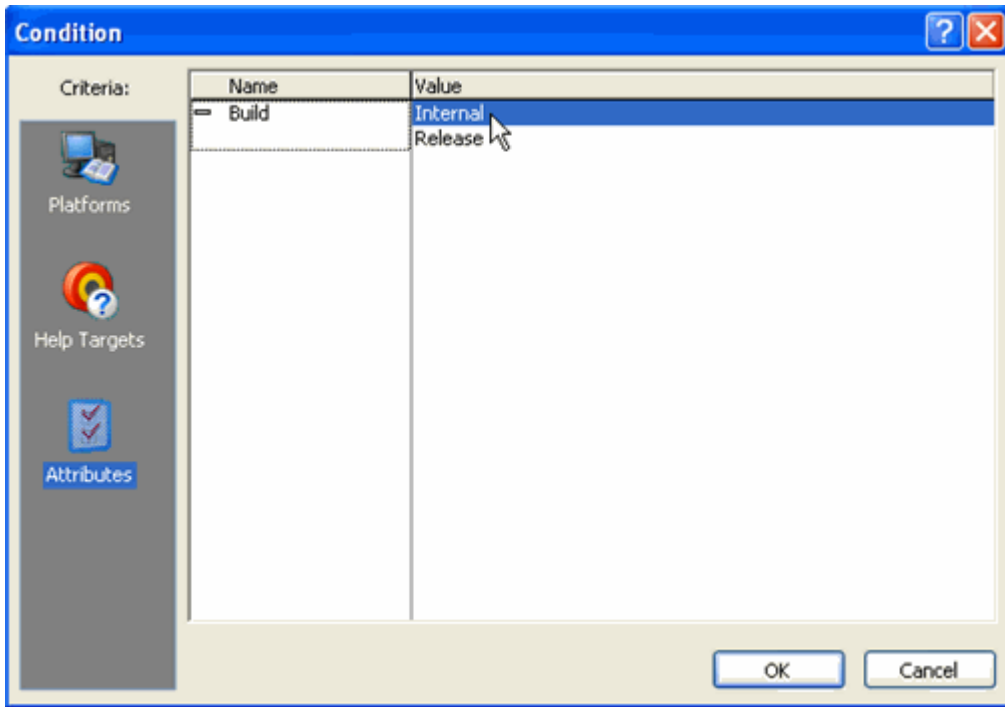 Condition
Criteria:
Name Value
Build Internal
Release
Platforms
Help Targets
Attributes
OK Cancel